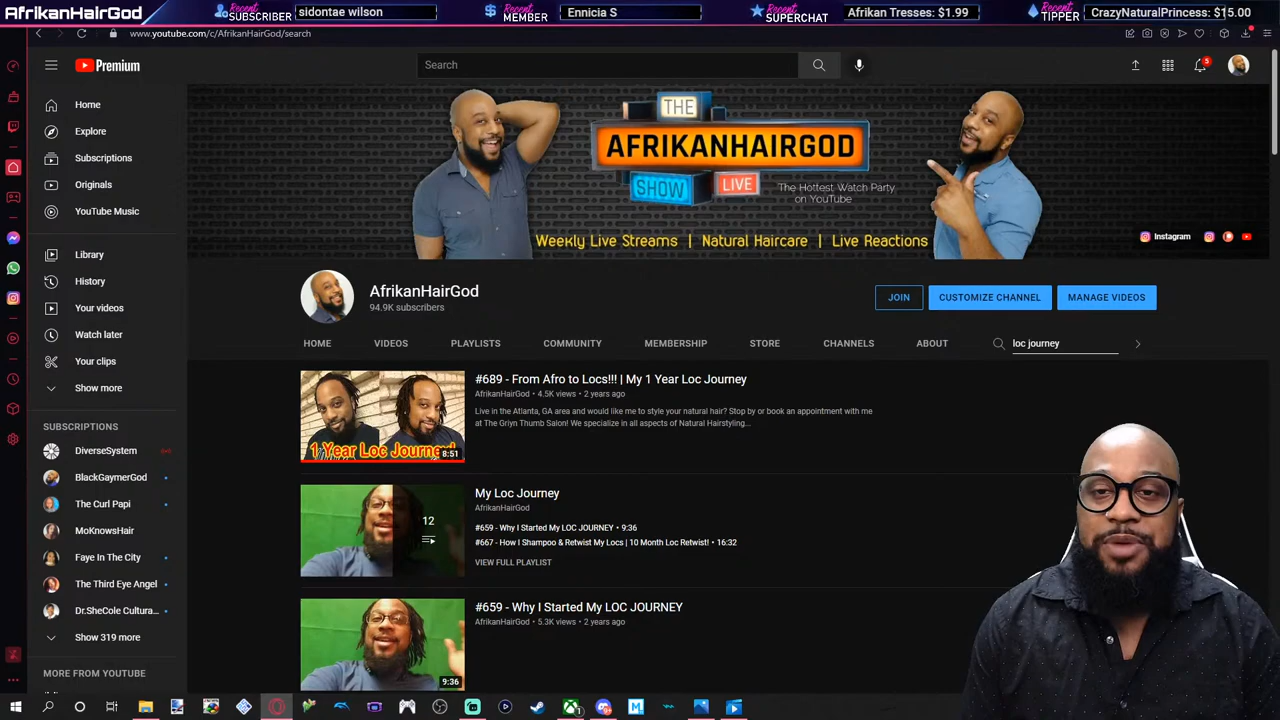 AfrikanHairGod
Recent SUBSCRIBER sidontae wilson
Recent MEMBER Ennicia S
Recent SUPERCHAT Afrikan Tresses: $1.99
Recent TIPPER CrazyNaturalPrincess: $15.00
www.youtube.com/c/AfrikanHairGod/search
Premium
Search
5
Home
Explore
Subscriptions
Originals
YouTube Music
Library
History
Your videos
Watch later
Your clips
Show more
SUBSCRIPTIONS
DiverseSystem
BlackGaymerGod
The Curl Papi
MoKnowsHair
Faye In The City
The Third Eye Angel
Dr.SheCole Cultura...
Show 319 more
MORE FROM YOUTUBE
THE
AFRIKANHAIRGOD
SHOW LIVE
The Hottest Watch Party
on YouTube
Weekly Live Streams | Natural Haircare | Live Reactions
Instagram
AfrikanHairGod
94.9K subscribers
JOIN
CUSTOMIZE CHANNEL
MANAGE VIDEOS
HOME VIDEOS PLAYLISTS COMMUNITY MEMBERSHIP STORE CHANNELS ABOUT loc journey
1 Year Loc Journey!
8:51
#689 - From Afro to Locs!!! | My 1 Year Loc Journey
AfrikanHairGod • 4.5K views • 2 years ago
Live in the Atlanta, GA area and would like me to style your natural hair? Stop by or book an appointment with me
at The Griyn Thumb Salon! We specialize in all aspects of Natural Hairstyling...
12
My Loc Journey
AfrikanHairGod
#659 - Why I Started My LOC JOURNEY • 9:36
#667 - How I Shampoo & Retwist My Locs | 10 Month Loc Retwist! • 16:32
VIEW FULL PLAYLIST
9:36
#659 - Why I Started My LOC JOURNEY
AfrikanHairGod • 5.3K views • 2 years ago